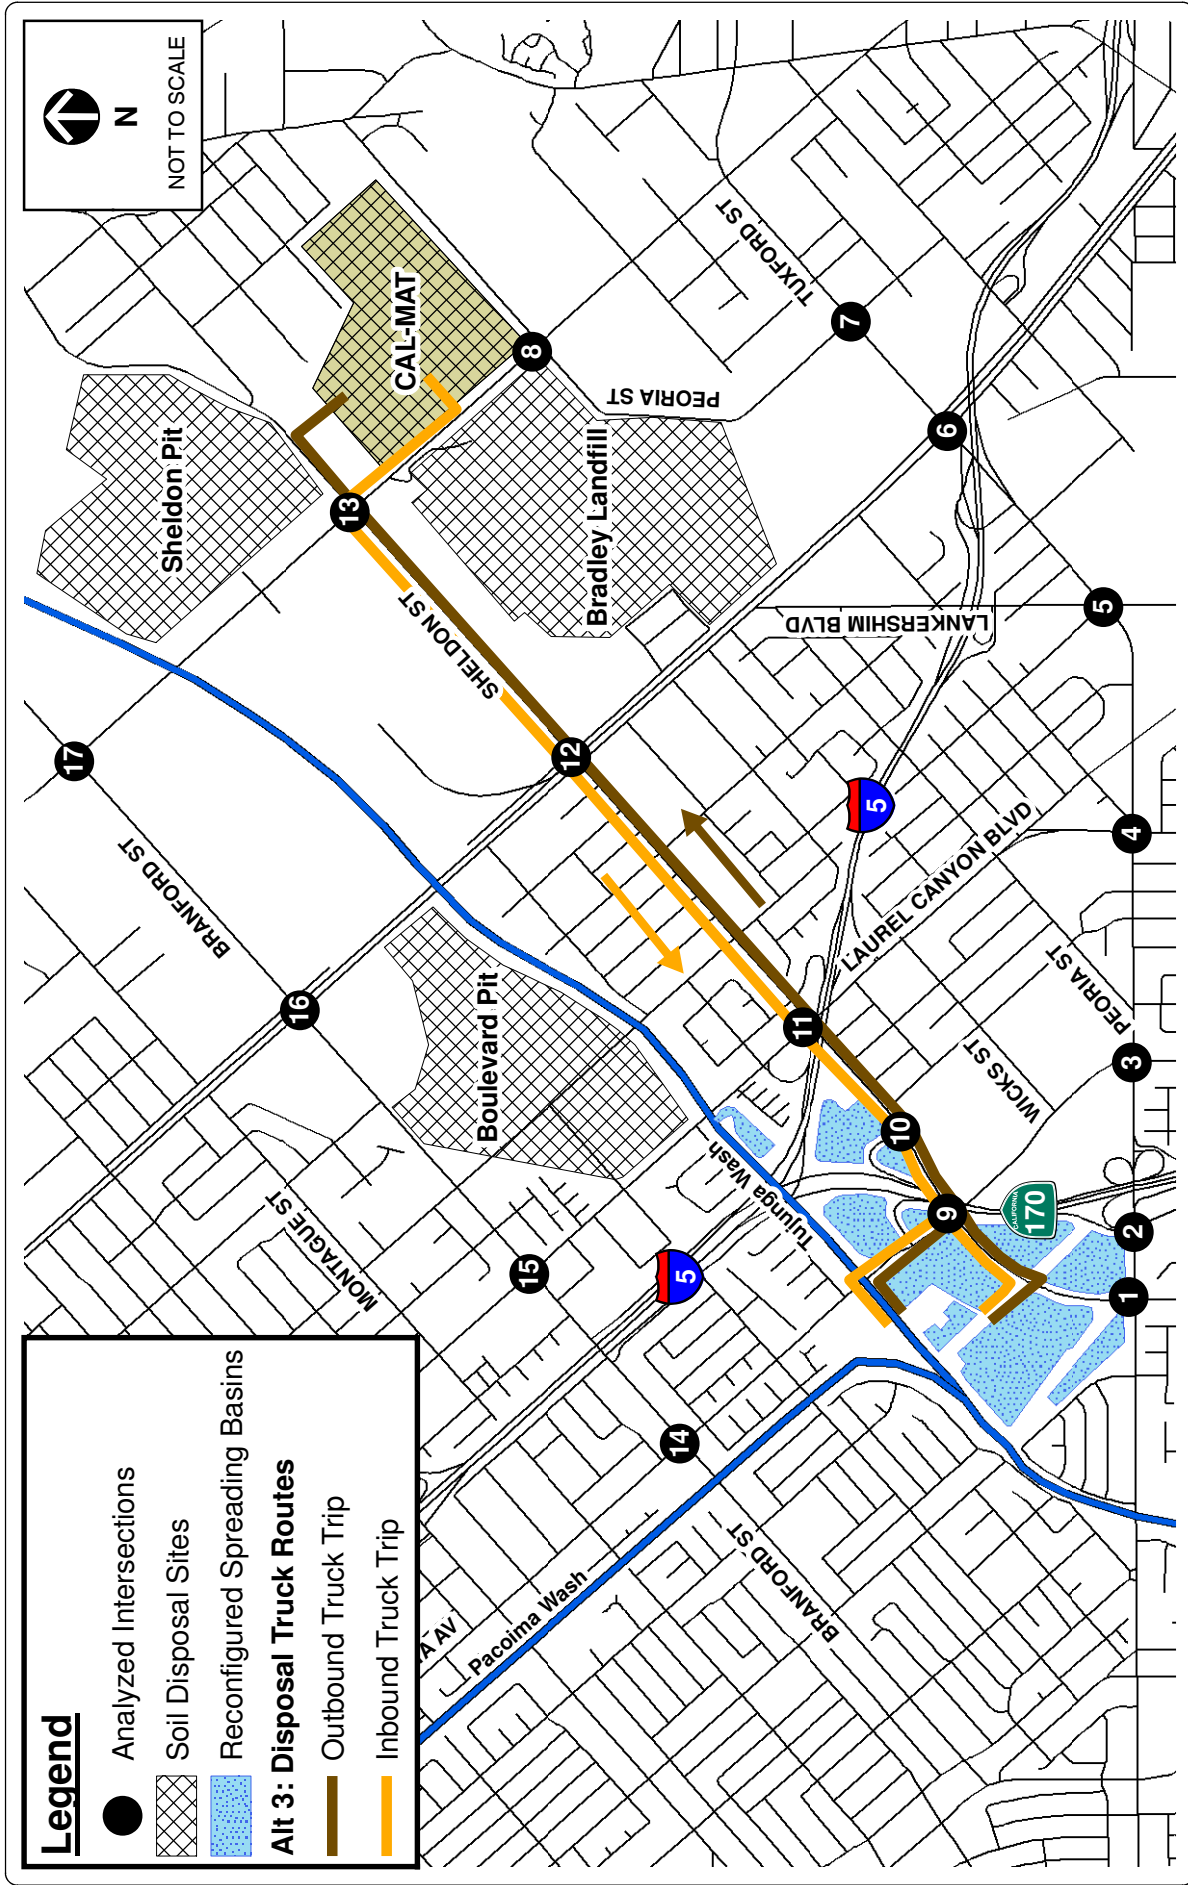 Legend
Analyzed Intersections
Soil Disposal Sites
Reconfigured Spreading Basins
Alt 3: Disposal Truck Routes
Outbound Truck Trip
Inbound Truck Trip
N
NOT TO SCALE
Sheldon Pit
CAL-MAT
Bradley Landfill
Boulevard Pit
SHELDON ST
PEORIA ST
TUXFORD ST
LANKERSHIM BLVD
LAUREL CANYON BLVD
PEORIA ST
WICKS ST
BRANFORD ST
MONTAGUE ST
BRANFORD ST
A AV
Pacoima Wash
Tujunga Wash
5
5
CALIFORNIA
170
1
2
3
4
5
6
7
8
9
10
11
12
13
14
15
16
17